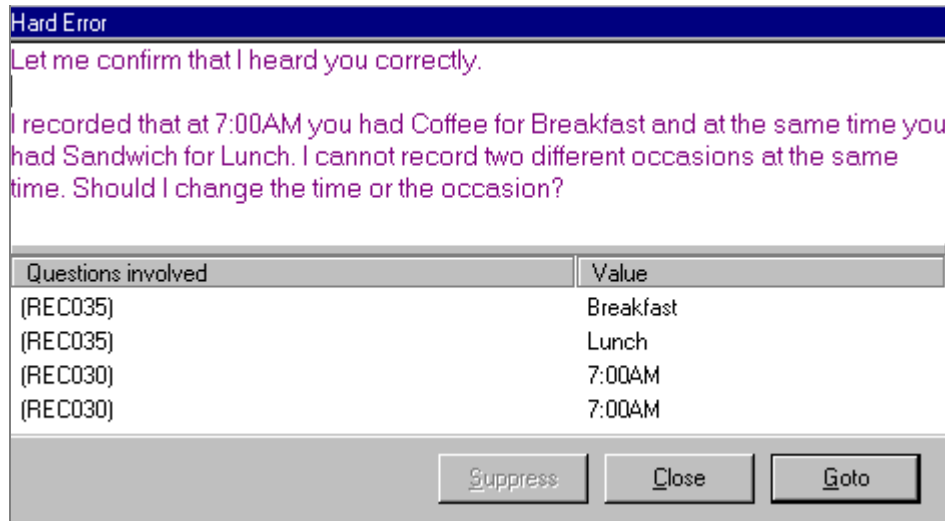 Hard Error
Let me confirm that I heard you correctly.
I recorded that at 7:00AM you had Coffee for Breakfast and at the same time you
had Sandwich for Lunch. I cannot record two different occasions at the same
time. Should I change the time or the occasion?
Questions involved Value
(REC035) Breakfast
(REC035) Lunch
(REC030) 7:00AM
(REC030) 7:00AM
Suppress Close Goto